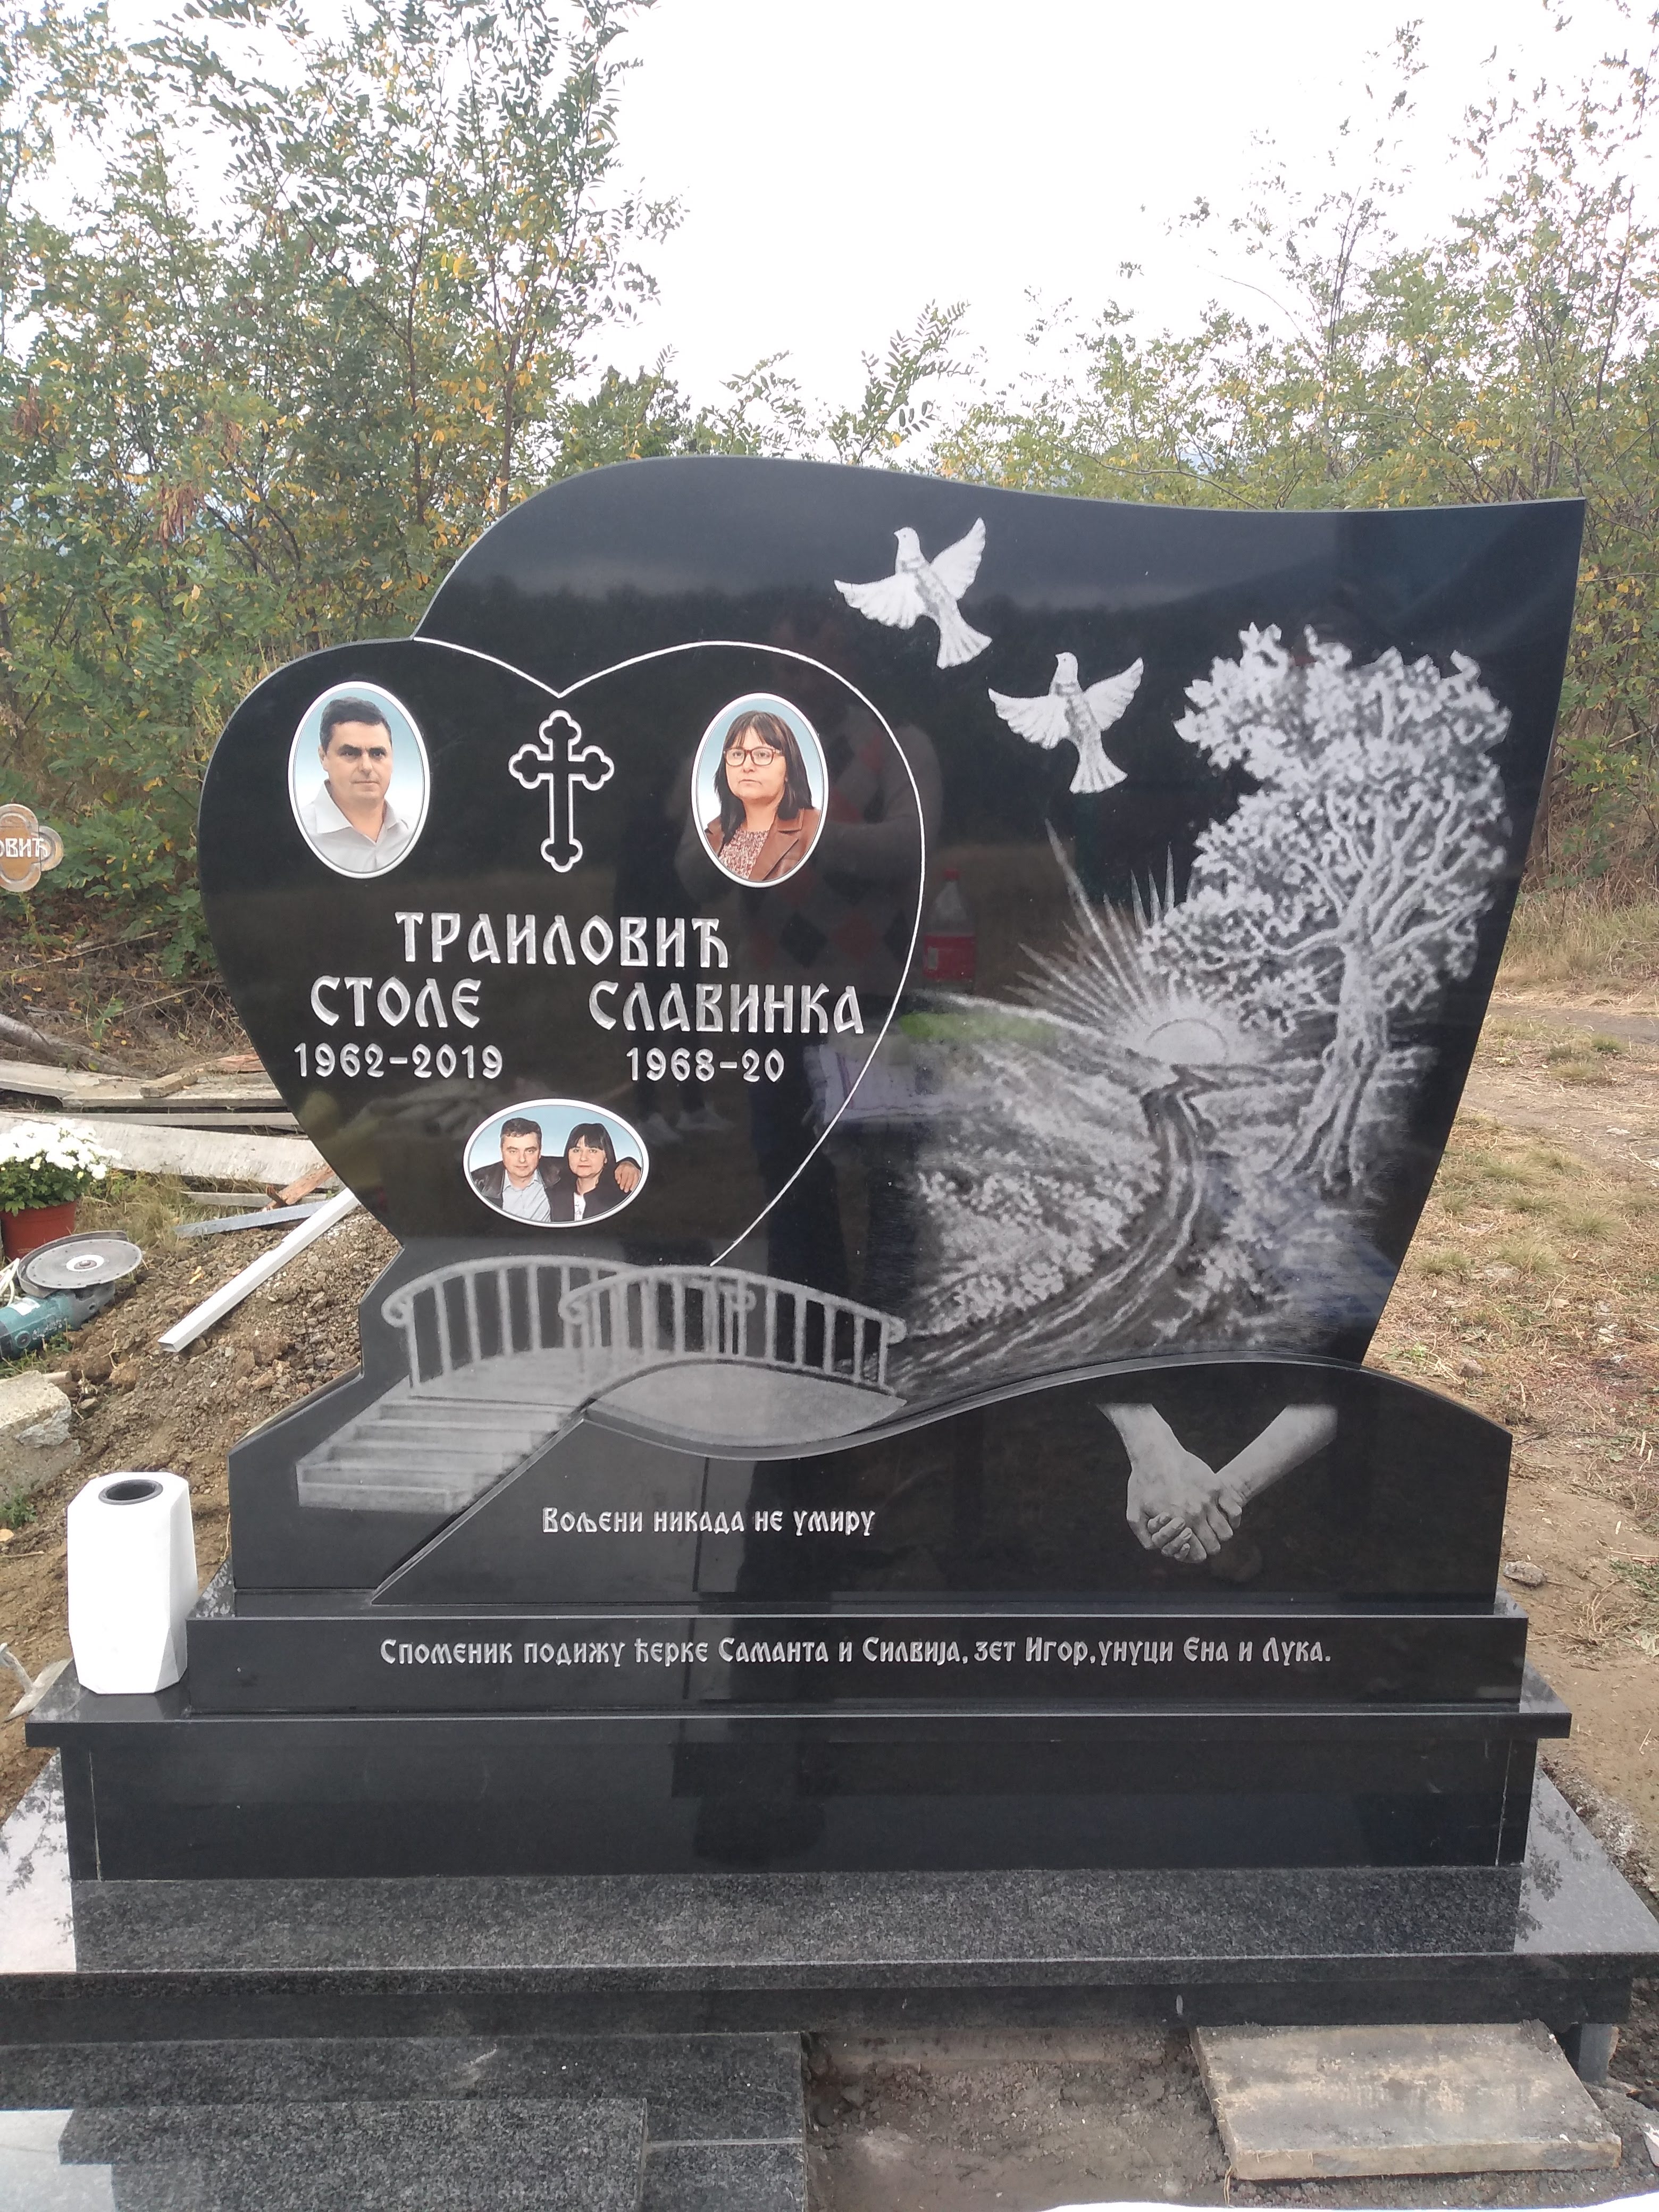 ОВИЋ
ТРАИЛОВИЋ
СТОЛЕ СЛАВИНКА
1962-2019 1968-20
Вољени никада не умиру
Споменик подижу ћерке Саманта и Силвија, зет Игор, унуци Ена и Лука.